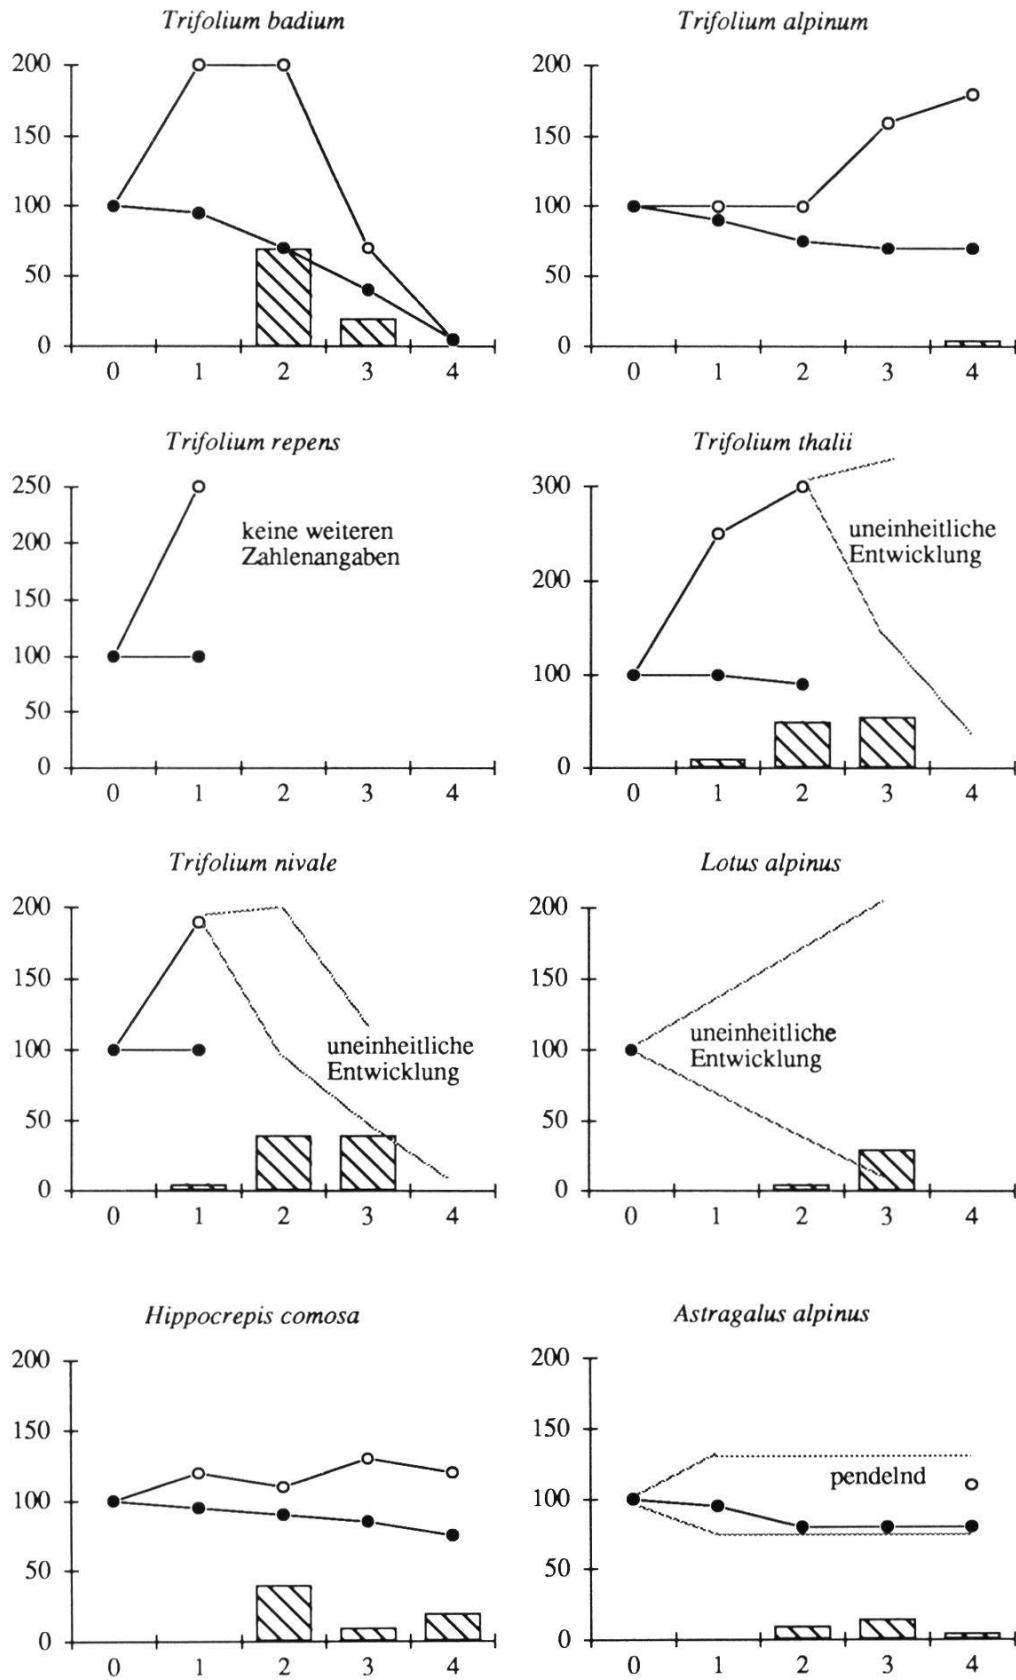 Trifolium badium
200
150
100
50
0
0 1 2 3 4
Trifolium alpinum
200
150
100
50
0
0 1 2 3 4
Trifolium repens
250
200
150
100
50
0
keine weiteren
Zahlenangaben
0 1 2 3 4
Trifolium thalii
300
200
100
0
uneinheitliche
Entwicklung
0 1 2 3 4
Trifolium nivale
200
150
100
50
0
uneinheitliche
Entwicklung
0 1 2 3 4
Lotus alpinus
200
150
100
50
0
uneinheitliche
Entwicklung
0 1 2 3 4
Hippocrepis comosa
200
150
100
50
0
0 1 2 3 4
Astragalus alpinus
200
150
100
50
0
pendelnd
0 1 2 3 4